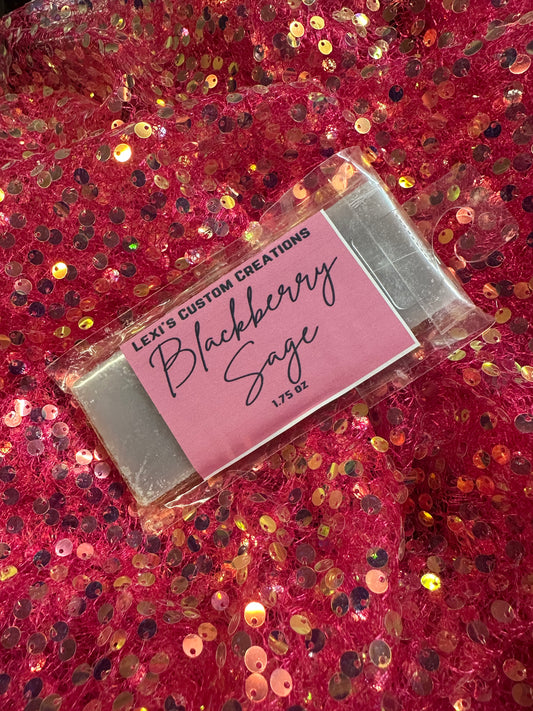 LEXI'S CUSTOM CREATIONS
Blackberry
Sage
1.75 OZ